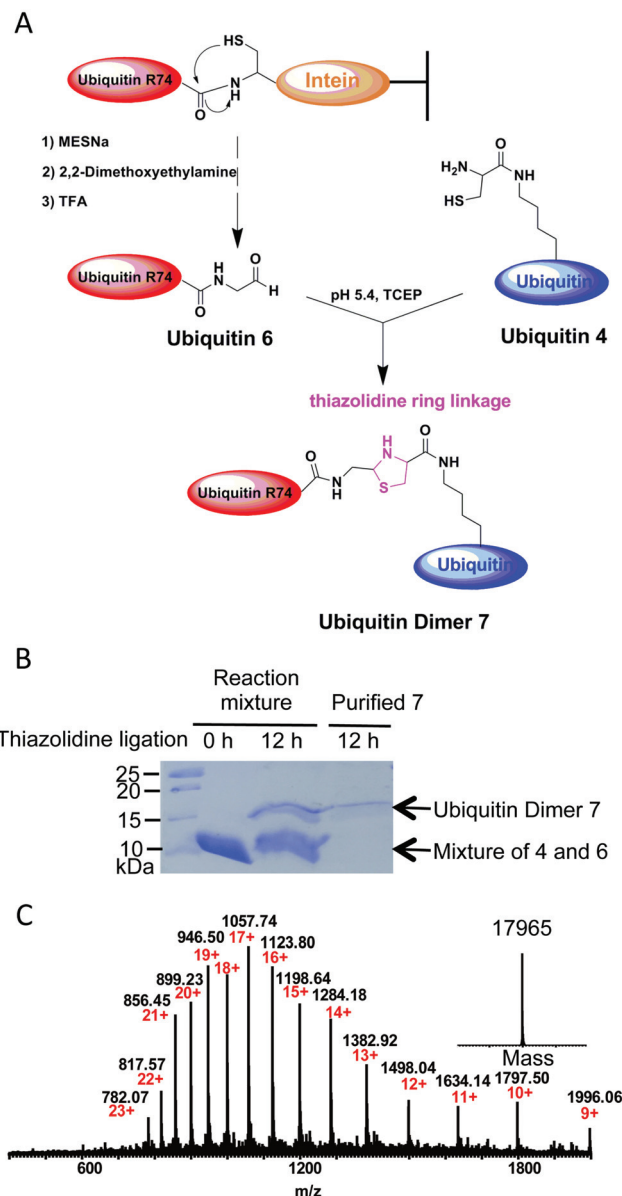 A
Ubiquitin R74
O
N
H
HS
Intein
1) MESNa
2) 2,2-Dimethoxyethylamine
3) TFA
O
H2N
NH
HS
Ubiquitin
Ubiquitin 4
Ubiquitin R74
O
H
N
O
H
Ubiquitin 6
pH 5.4, TCEP
thiazolidine ring linkage
Ubiquitin R74
O
N
H
H
N
S
O
NH
Ubiquitin
Ubiquitin Dimer 7
B
Reaction
mixture
Purified 7
Thiazolidine ligation 0 h 12 h 12 h
25
20
15
10
kDa
Ubiquitin Dimer 7
Mixture of 4 and 6
C
782.07
23+
817.57
22+
856.45
21+
899.23
20+
946.50
19+
18+
1057.74
17+
1123.80
16+
1198.64
15+
1284.18
14+
1382.92
13+
1498.04
12+
1634.14
11+
1797.50
10+
1996.06
9+
17965
Mass
600 1200 1800
m/z